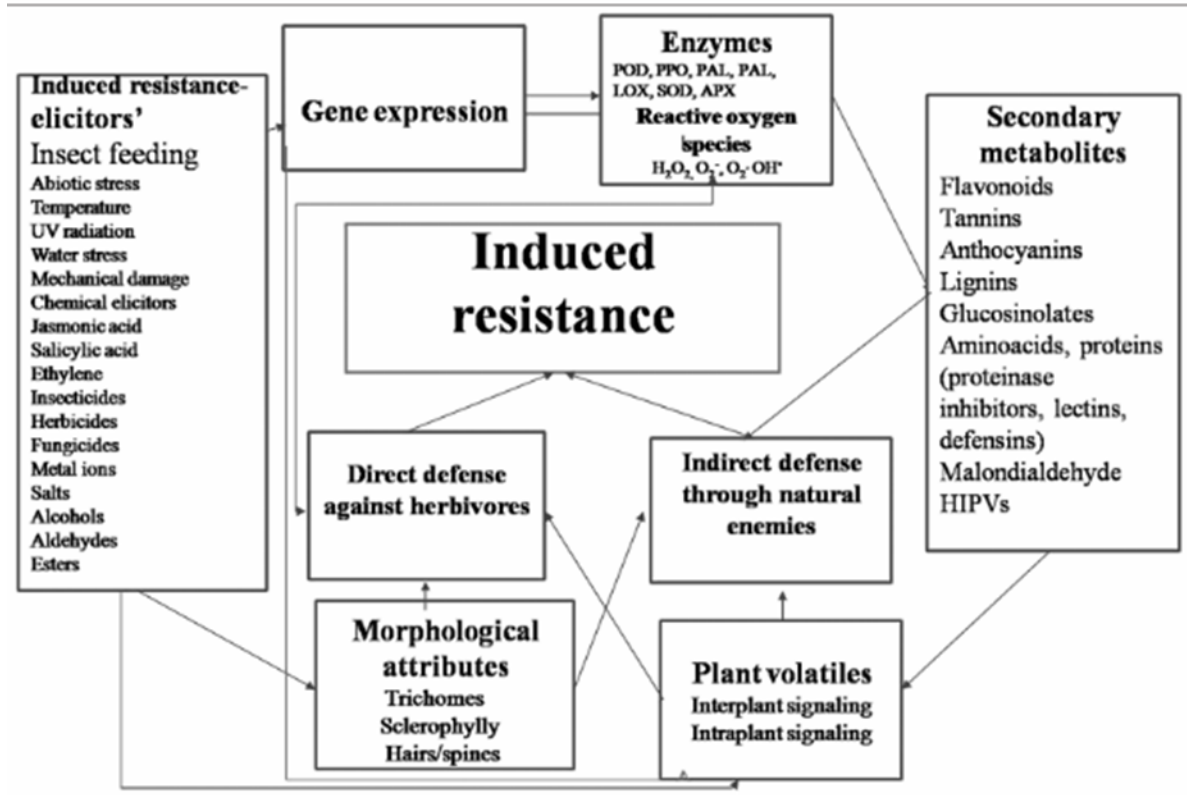 Induced resistance-
elicitors’
Insect feeding
Abiotic stress
Temperature
UV radiation
Water stress
Mechanical damage
Chemical elicitors
Jasmonic acid
Salicylic acid
Ethylene
Insecticides
Herbicides
Fungicides
Metal ions
Salts
Alcohols
Aldehydes
Esters
Gene expression
Enzymes
POD, PPO, PAL, PAL,
LOX, SOD, APX
Reactive oxygen
species
H₂O₂, O₂⁻, O₂· OH•
Secondary
metabolites
Flavonoids
Tannins
Anthocyanins
Lignins
Glucosinolates
Aminoacids, proteins
(proteinase
inhibitors, lectins,
defensins)
Malondialdehyde
HIPVs
Induced
resistance
Direct defense
against herbivores
Indirect defense
through natural
enemies
Morphological
attributes
Trichomes
Sclerophylly
Hairs/spines
Plant volatiles
Interplant signaling
Intraplant signaling